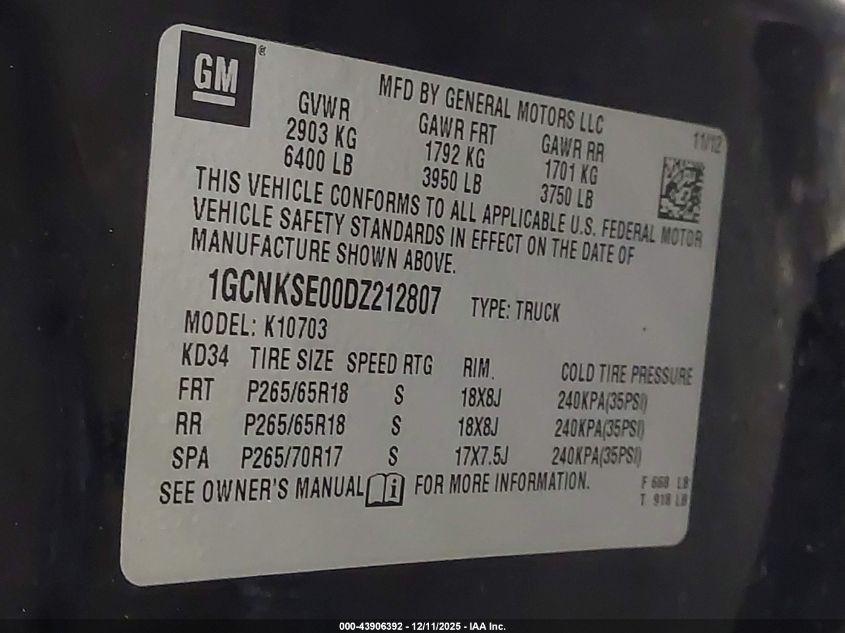 GM®
MFD BY GENERAL MOTORS LLC
11/12
GVWR GAWR FRT GAWR RR
2903 KG 1792 KG 1701 KG
6400 LB 3950 LB 3750 LB
THIS VEHICLE CONFORMS TO ALL APPLICABLE U.S. FEDERAL MOTOR
VEHICLE SAFETY STANDARDS IN EFFECT ON THE DATE OF
MANUFACTURE SHOWN ABOVE.
1GCNKSE00DZ212807 TYPE: TRUCK
MODEL: K10703
KD34 TIRE SIZE SPEED RTG RIM. COLD TIRE PRESSURE
FRT P265/65R18 S 18X8J 240KPA(35PSI)
RR P265/65R18 S 18X8J 240KPA(35PSI)
SPA P265/70R17 S 17X7.5J 240KPA(35PSI)
SEE OWNER'S MANUAL i FOR MORE INFORMATION.
F 668 LB
T 918 LB
000-43906392 - 12/11/2025 - IAA Inc.